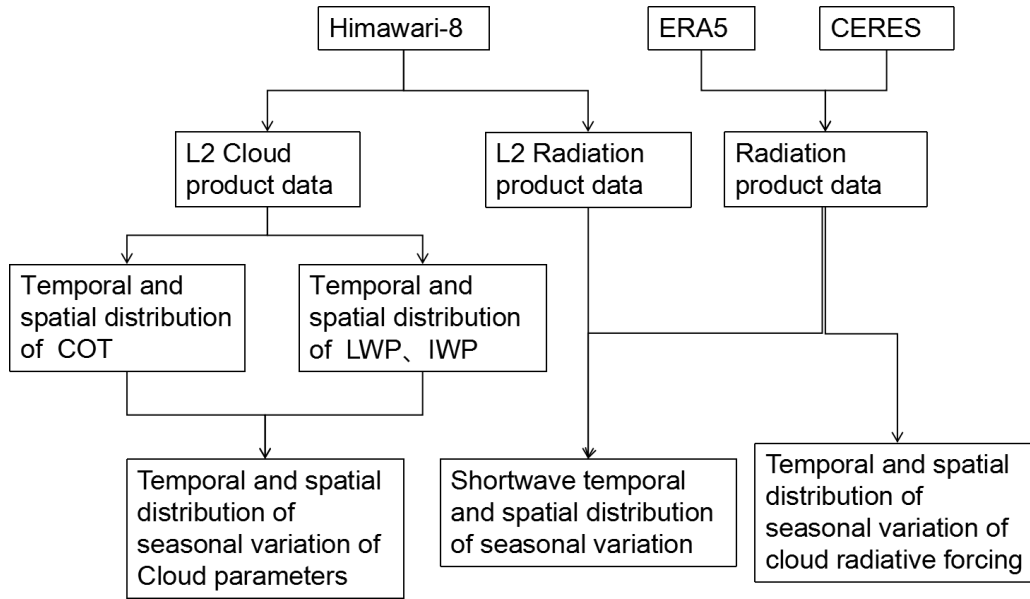 Himawari-8
ERA5
CERES
L2 Cloud
product data
L2 Radiation
product data
Radiation
product data
Temporal and
spatial distribution
of  COT
Temporal and
spatial distribution
of  LWP、IWP
Temporal and spatial
distribution of
seasonal variation of
Cloud parameters
Shortwave temporal
and spatial distribution
of seasonal variation
Temporal and spatial
distribution of
seasonal variation of
cloud radiative forcing